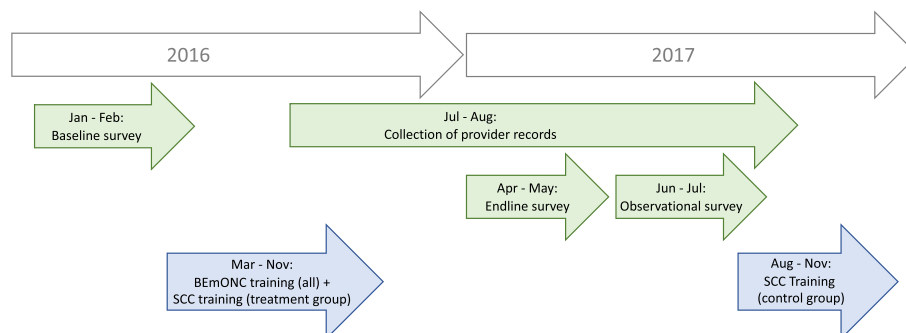 2016
2017
Jan - Feb:
Baseline survey
Jul - Aug:
Collection of provider records
Apr - May:
Endline survey
Jun - Jul:
Observational survey
Mar - Nov:
BEmONC training (all) +
SCC training (treatment group)
Aug - Nov:
SCC Training
(control group)